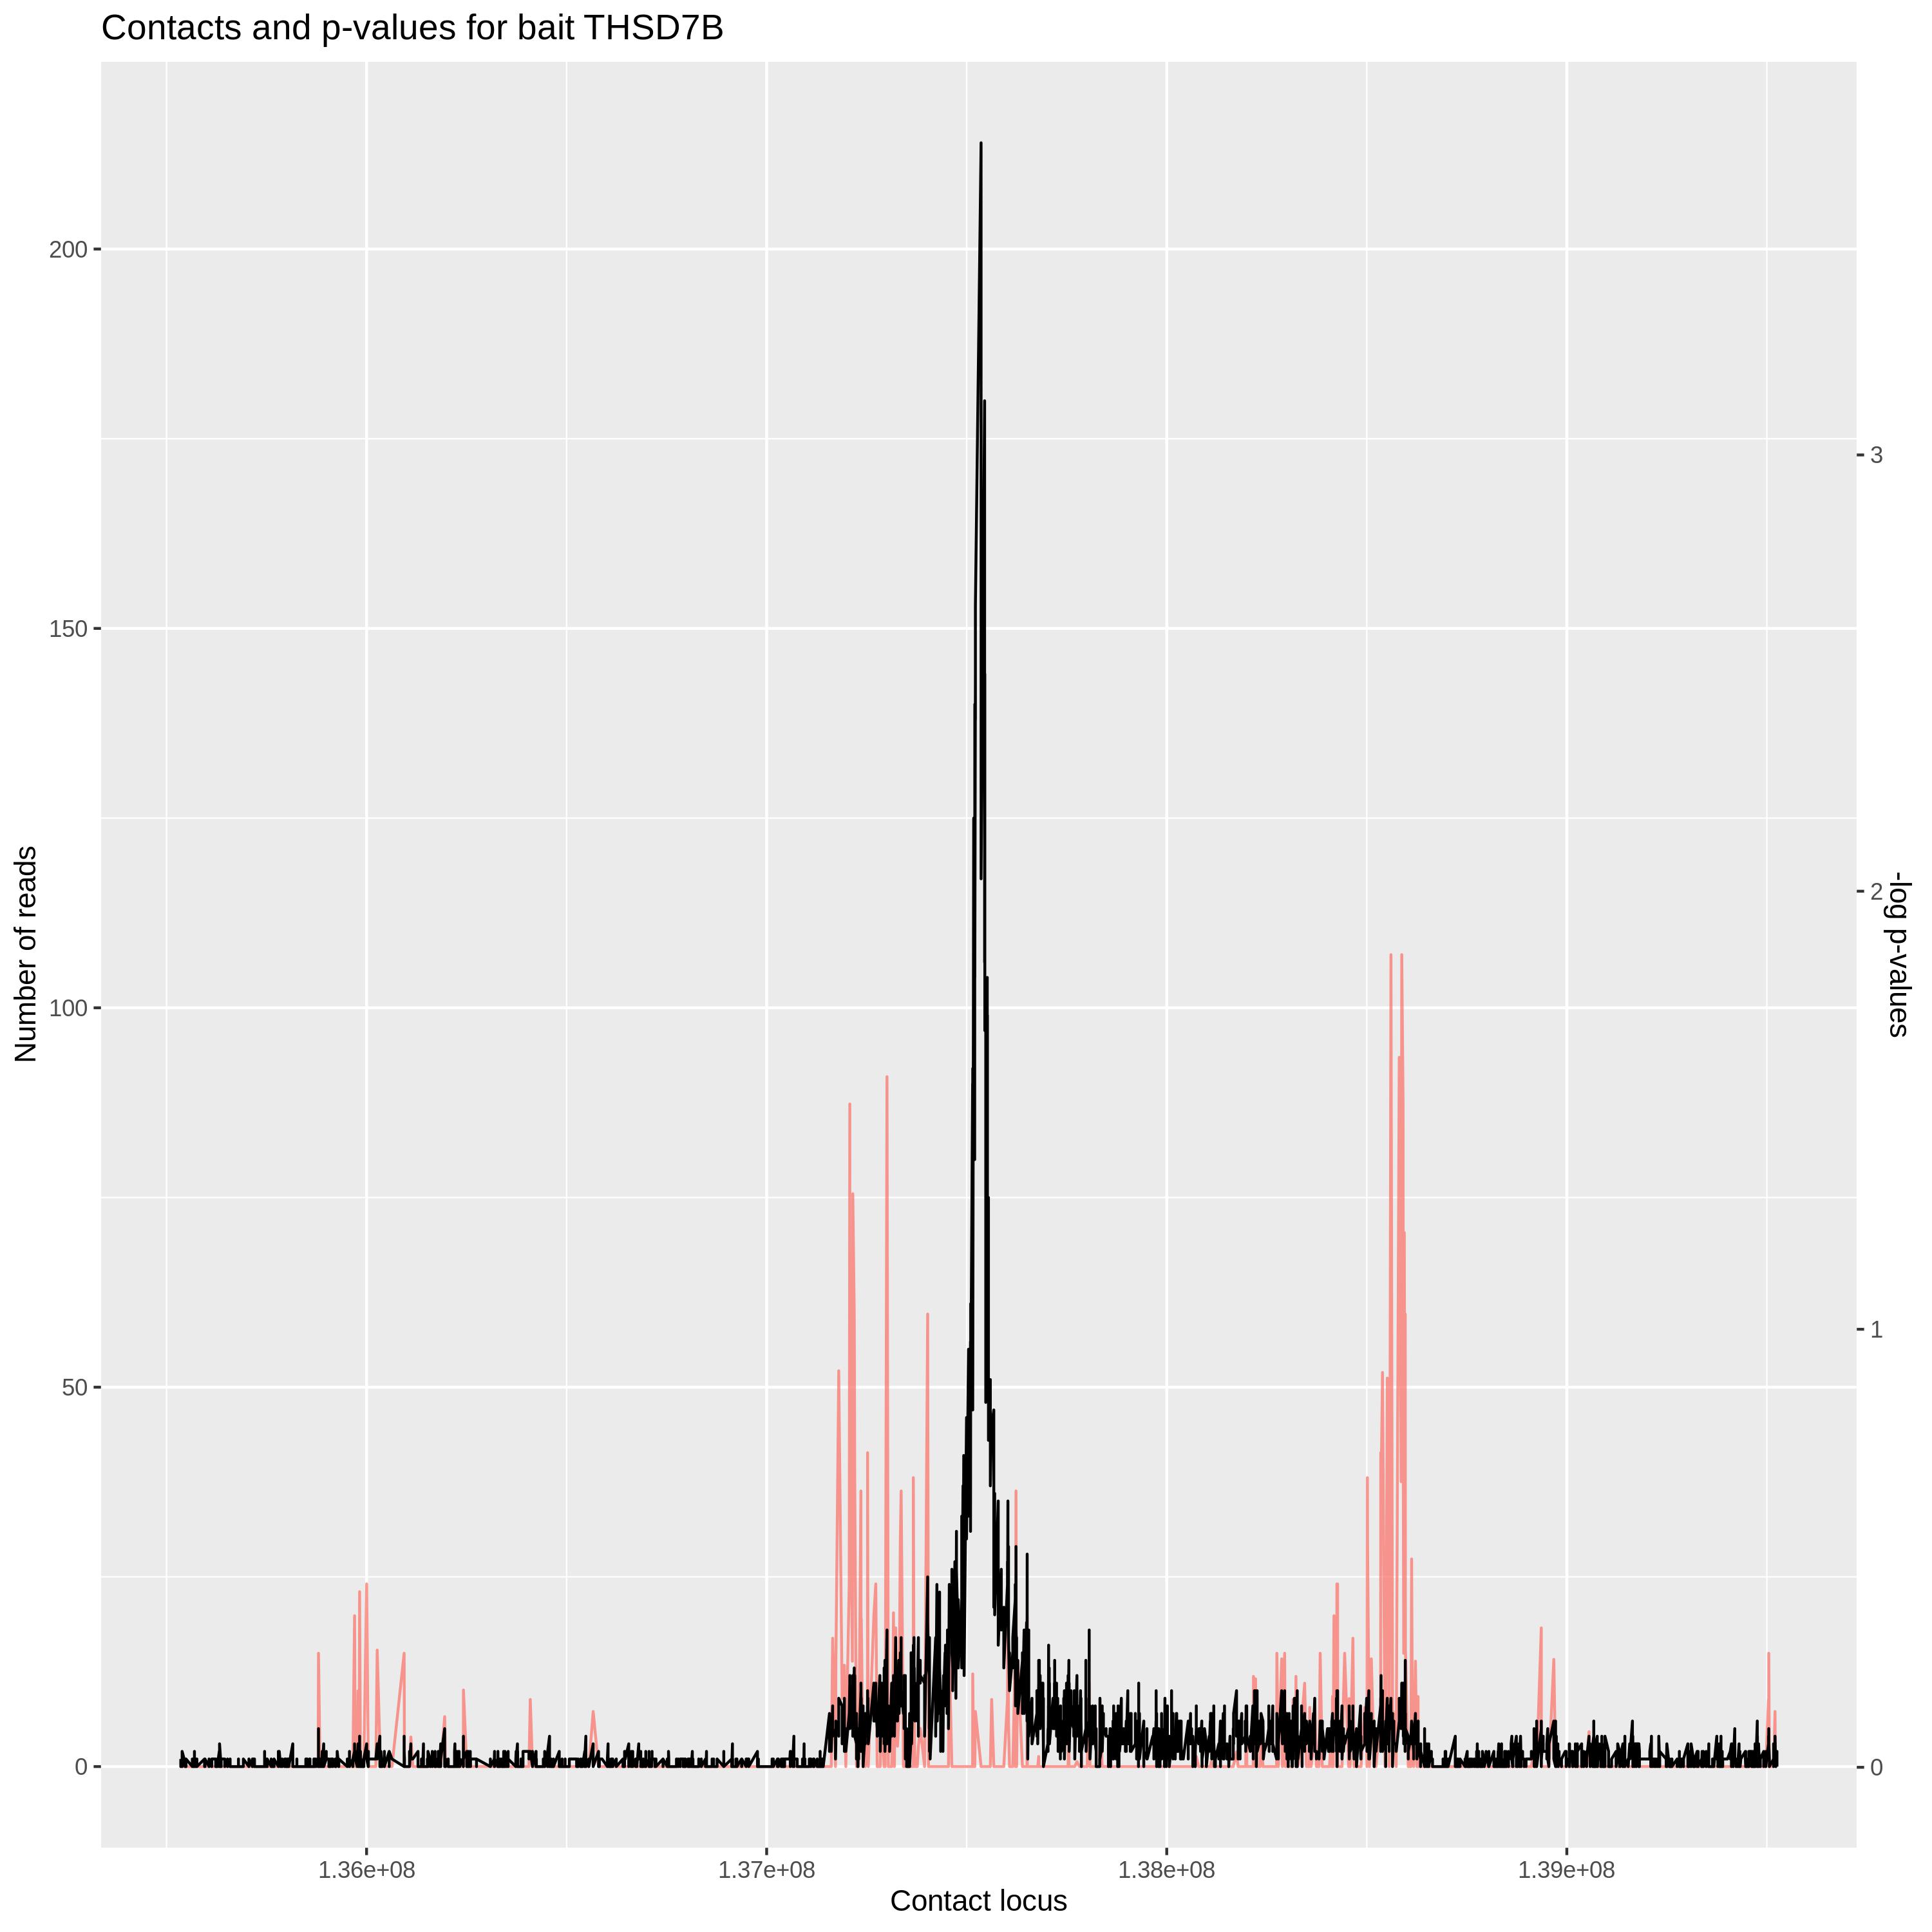 Contacts and p-values for bait THSD7B
200
150
100
50
0
Number of reads
3
2
1
0
-log p-values
1.36e+08
1.37e+08
1.38e+08
1.39e+08
Contact locus